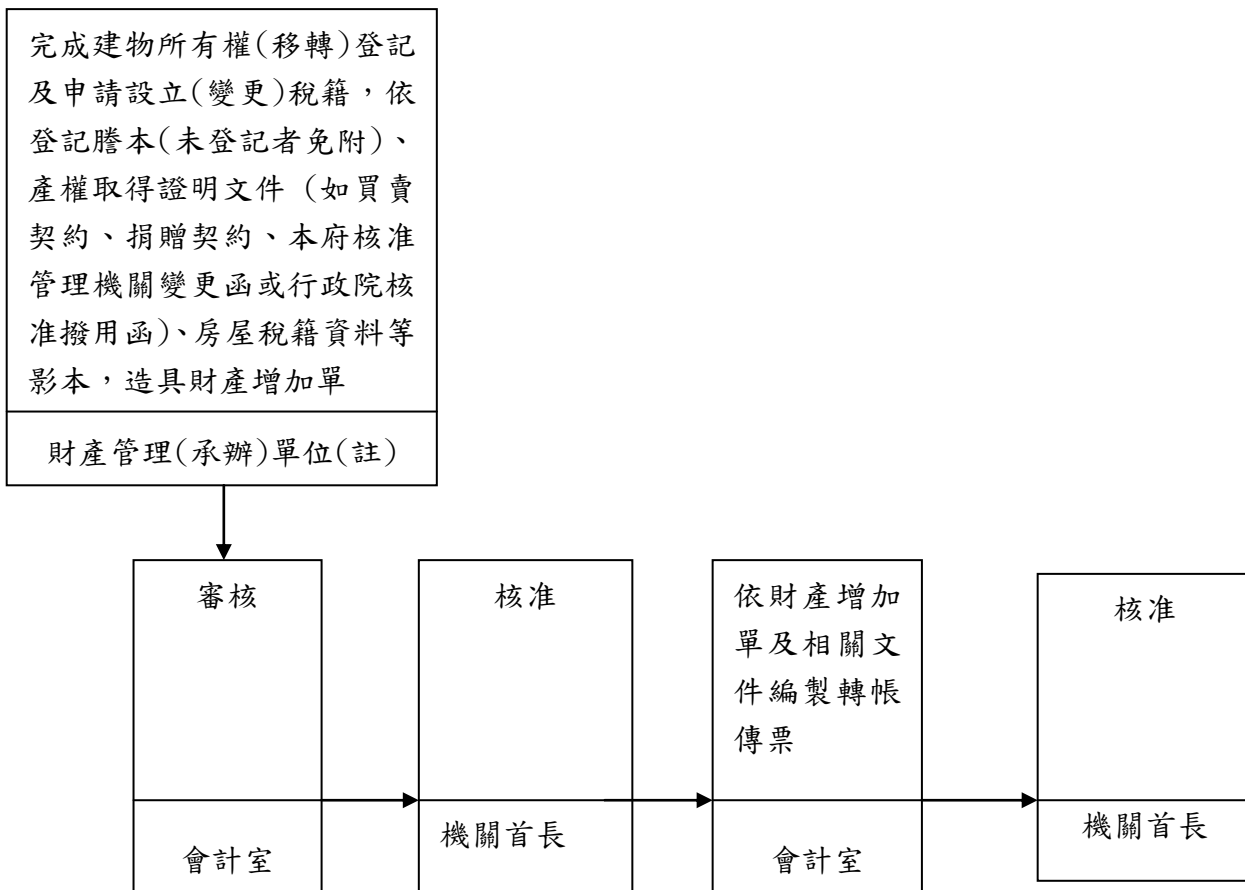 完成建物所有權(移轉)登記
及申請設立(變更)稅籍，依
登記謄本(未登記者免附)、
產權取得證明文件（如買賣
契約、捐贈契約、本府核准
管理機關變更函或行政院核
准撥用函)、房屋稅籍資料等
影本，造具財產增加單
財產管理(承辦)單位(註)
審核
會計室
核准
機關首長
依財產增加
單及相關文
件編製轉帳
傳票
會計室
核准
機關首長